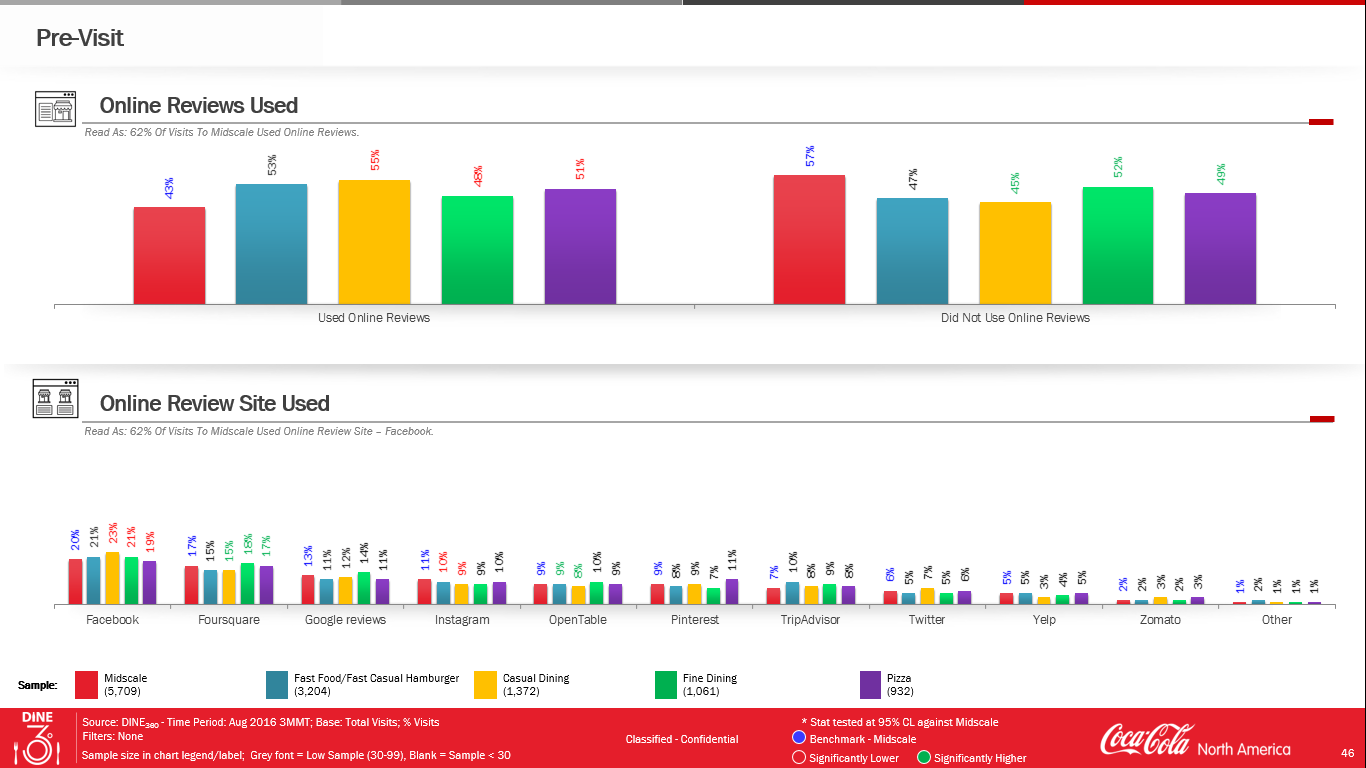 Pre-Visit
Online Reviews Used
Read As: 62% Of Visits To Midscale Used Online Reviews.
43% 53% 55% 48% 51% 57% 47% 45% 52% 49%
Used Online Reviews Did Not Use Online Reviews
Online Review Site Used
Read As: 62% Of Visits To Midscale Used Online Review Site – Facebook.
20% 21% 23% 21% 19% 17% 15% 15% 18% 17% 13% 11% 12% 14% 11% 11% 10% 9% 9% 10% 9% 9% 8% 10% 9% 9% 8% 9% 7% 11% 7% 10% 8% 9% 8% 6% 5% 7% 5% 6% 5% 5% 3% 4% 5% 2% 2% 3% 2% 3% 1% 2% 1% 1% 1%
Facebook Foursquare Google reviews Instagram OpenTable Pinterest TripAdvisor Twitter Yelp Zomato Other
Sample:
Midscale
(5,709)
Fast Food/Fast Casual Hamburger
(3,204)
Casual Dining
(1,372)
Fine Dining
(1,061)
Pizza
(932)
DINE
3°
Source: DINE360 - Time Period: Aug 2016 3MMT; Base: Total Visits; % Visits
Filters: None
Sample size in chart legend/label; Grey font = Low Sample (30-99), Blank = Sample < 30
Classified - Confidential
* Stat tested at 95% CL against Midscale
Benchmark - Midscale
Significantly Lower Significantly Higher
Coca-Cola North America
46